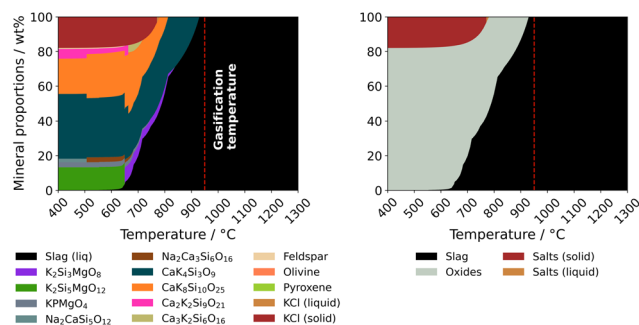 Mineral proportions / wt%
100
80
60
40
20
0
Gasification
temperature
400
500
600
700
800
900
1000
1100
1200
1300
Temperature / °C
100
80
60
40
20
0
400
500
600
700
800
900
1000
1100
1200
1300
Temperature / °C
Slag (liq)
K₂Si₃MgO₈
K₂Si₅MgO₁₂
KPMgO₄
Na₂CaSi₅O₁₂
Na₂Ca₃Si₆O₁₆
CaK₄Si₃O₉
CaK₈Si₁₀O₂₅
Ca₂K₂Si₉O₂₁
Ca₃K₂Si₆O₁₆
Feldspar
Olivine
Pyroxene
KCl (liquid)
KCl (solid)
Slag
Oxides
Salts (solid)
Salts (liquid)